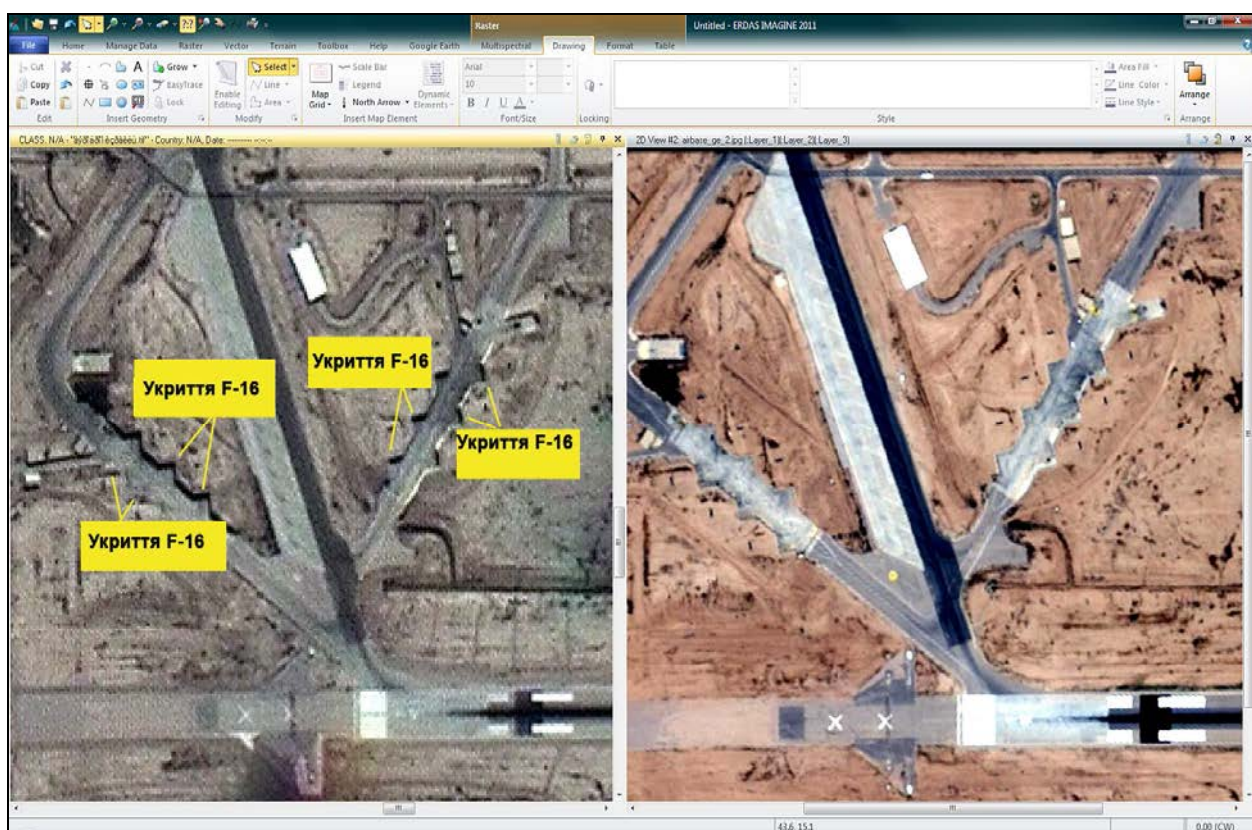 Raster
Untitled - ERDAS IMAGINE 2011
File Home Manage Data Raster Vector Terrain Toolbox Help Google Earth Multispectral Drawing Format Table
Cut Grow Select Scale Bar Arial Area Fill
Copy EasyTrace Enable Editing Line Map Grid Legend Dynamic Elements 10 Line Color Arrange
Paste Lock Area North Arrow B I U A Line Style
Edit Insert Geometry Modify Insert Map Element Font/Size Locking Style Arrange
CLASS. N/A - Country: N/A, Date:
2D View #2: airbase_ge_2.jpg (:Layer_1)(:Layer_2)(:Layer_3)
Укриття F-16
Укриття F-16
Укриття F-16
Укриття F-16
43.6, 15.1
0.00 (CW)